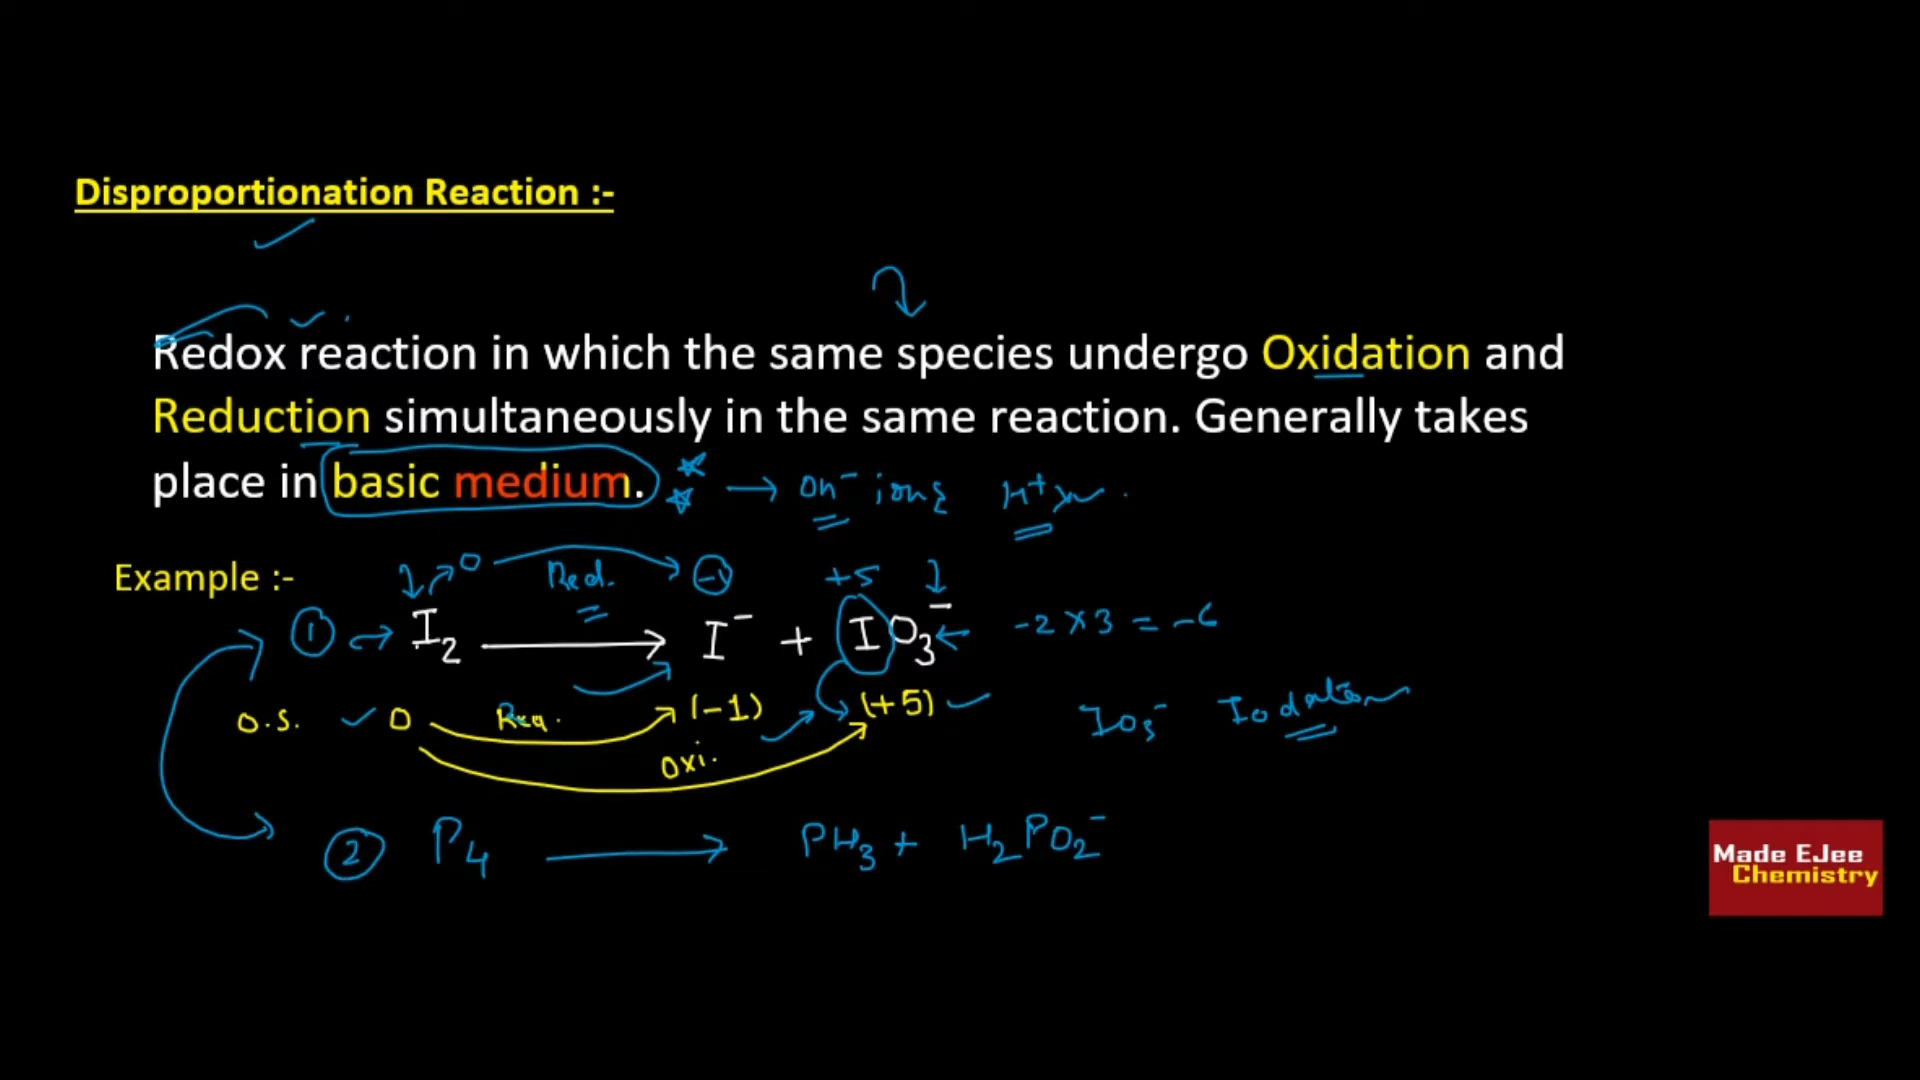 Disproportionation Reaction :-
Redox reaction in which the same species undergo Oxidation and
Reduction simultaneously in the same reaction. Generally takes
place in basic medium. → OH⁻ ions H⁺
Example :-
0 Red. -1 +5
① → I₂ → I⁻ + IO₃⁻ ← -2 × 3 = -6
O.S. 0 Red. (-1) (+5) IO₃⁻
Oxi.
② P₄ → PH₃ + H₂PO₂⁻
Made EJee
Chemistry